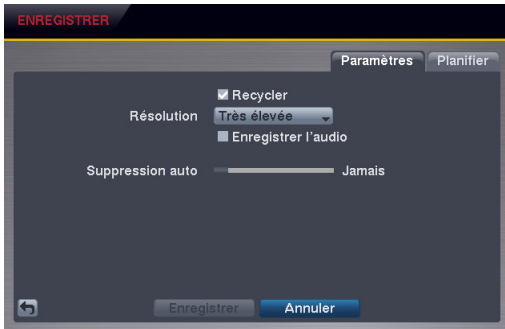 ENREGISTRER
Paramètres Planifier
Recycler
Résolution Très élevée
Enregistrer l'audio
Suppression auto Jamais
Enregistrer Annuler